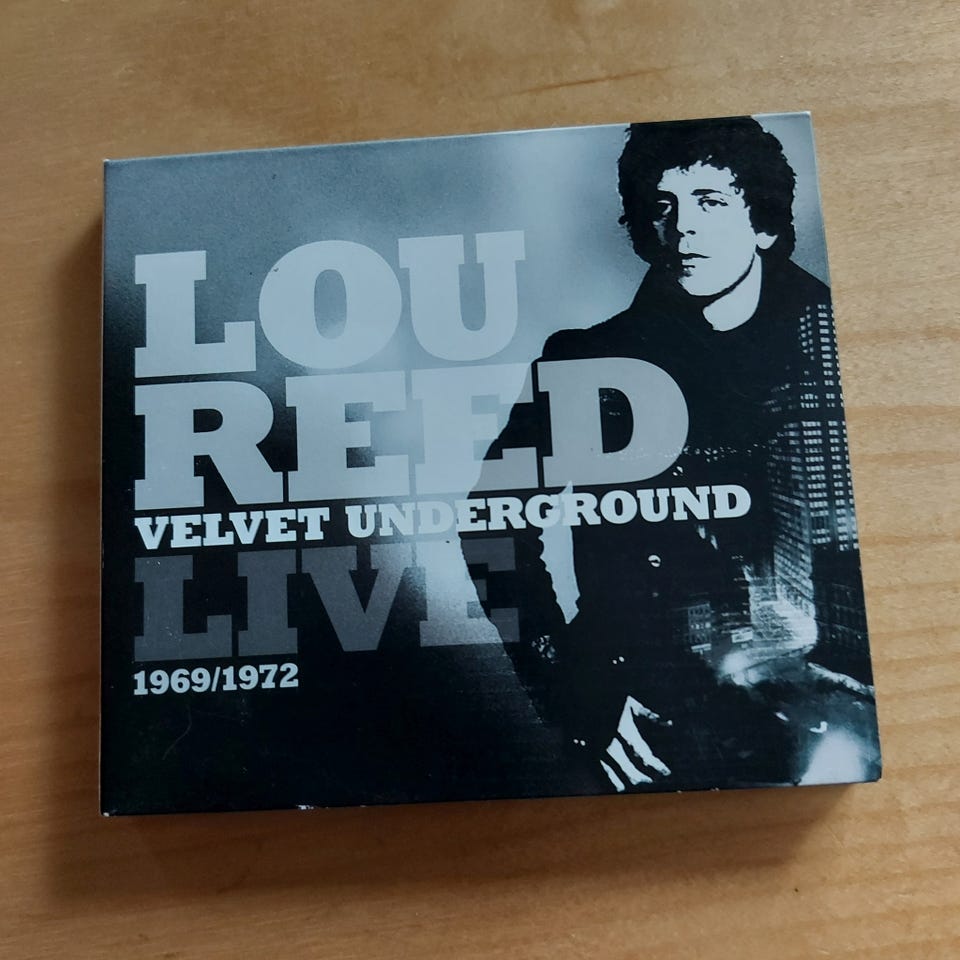 LOU
REED
VELVET UNDERGROUND
LIVE
1969/1972